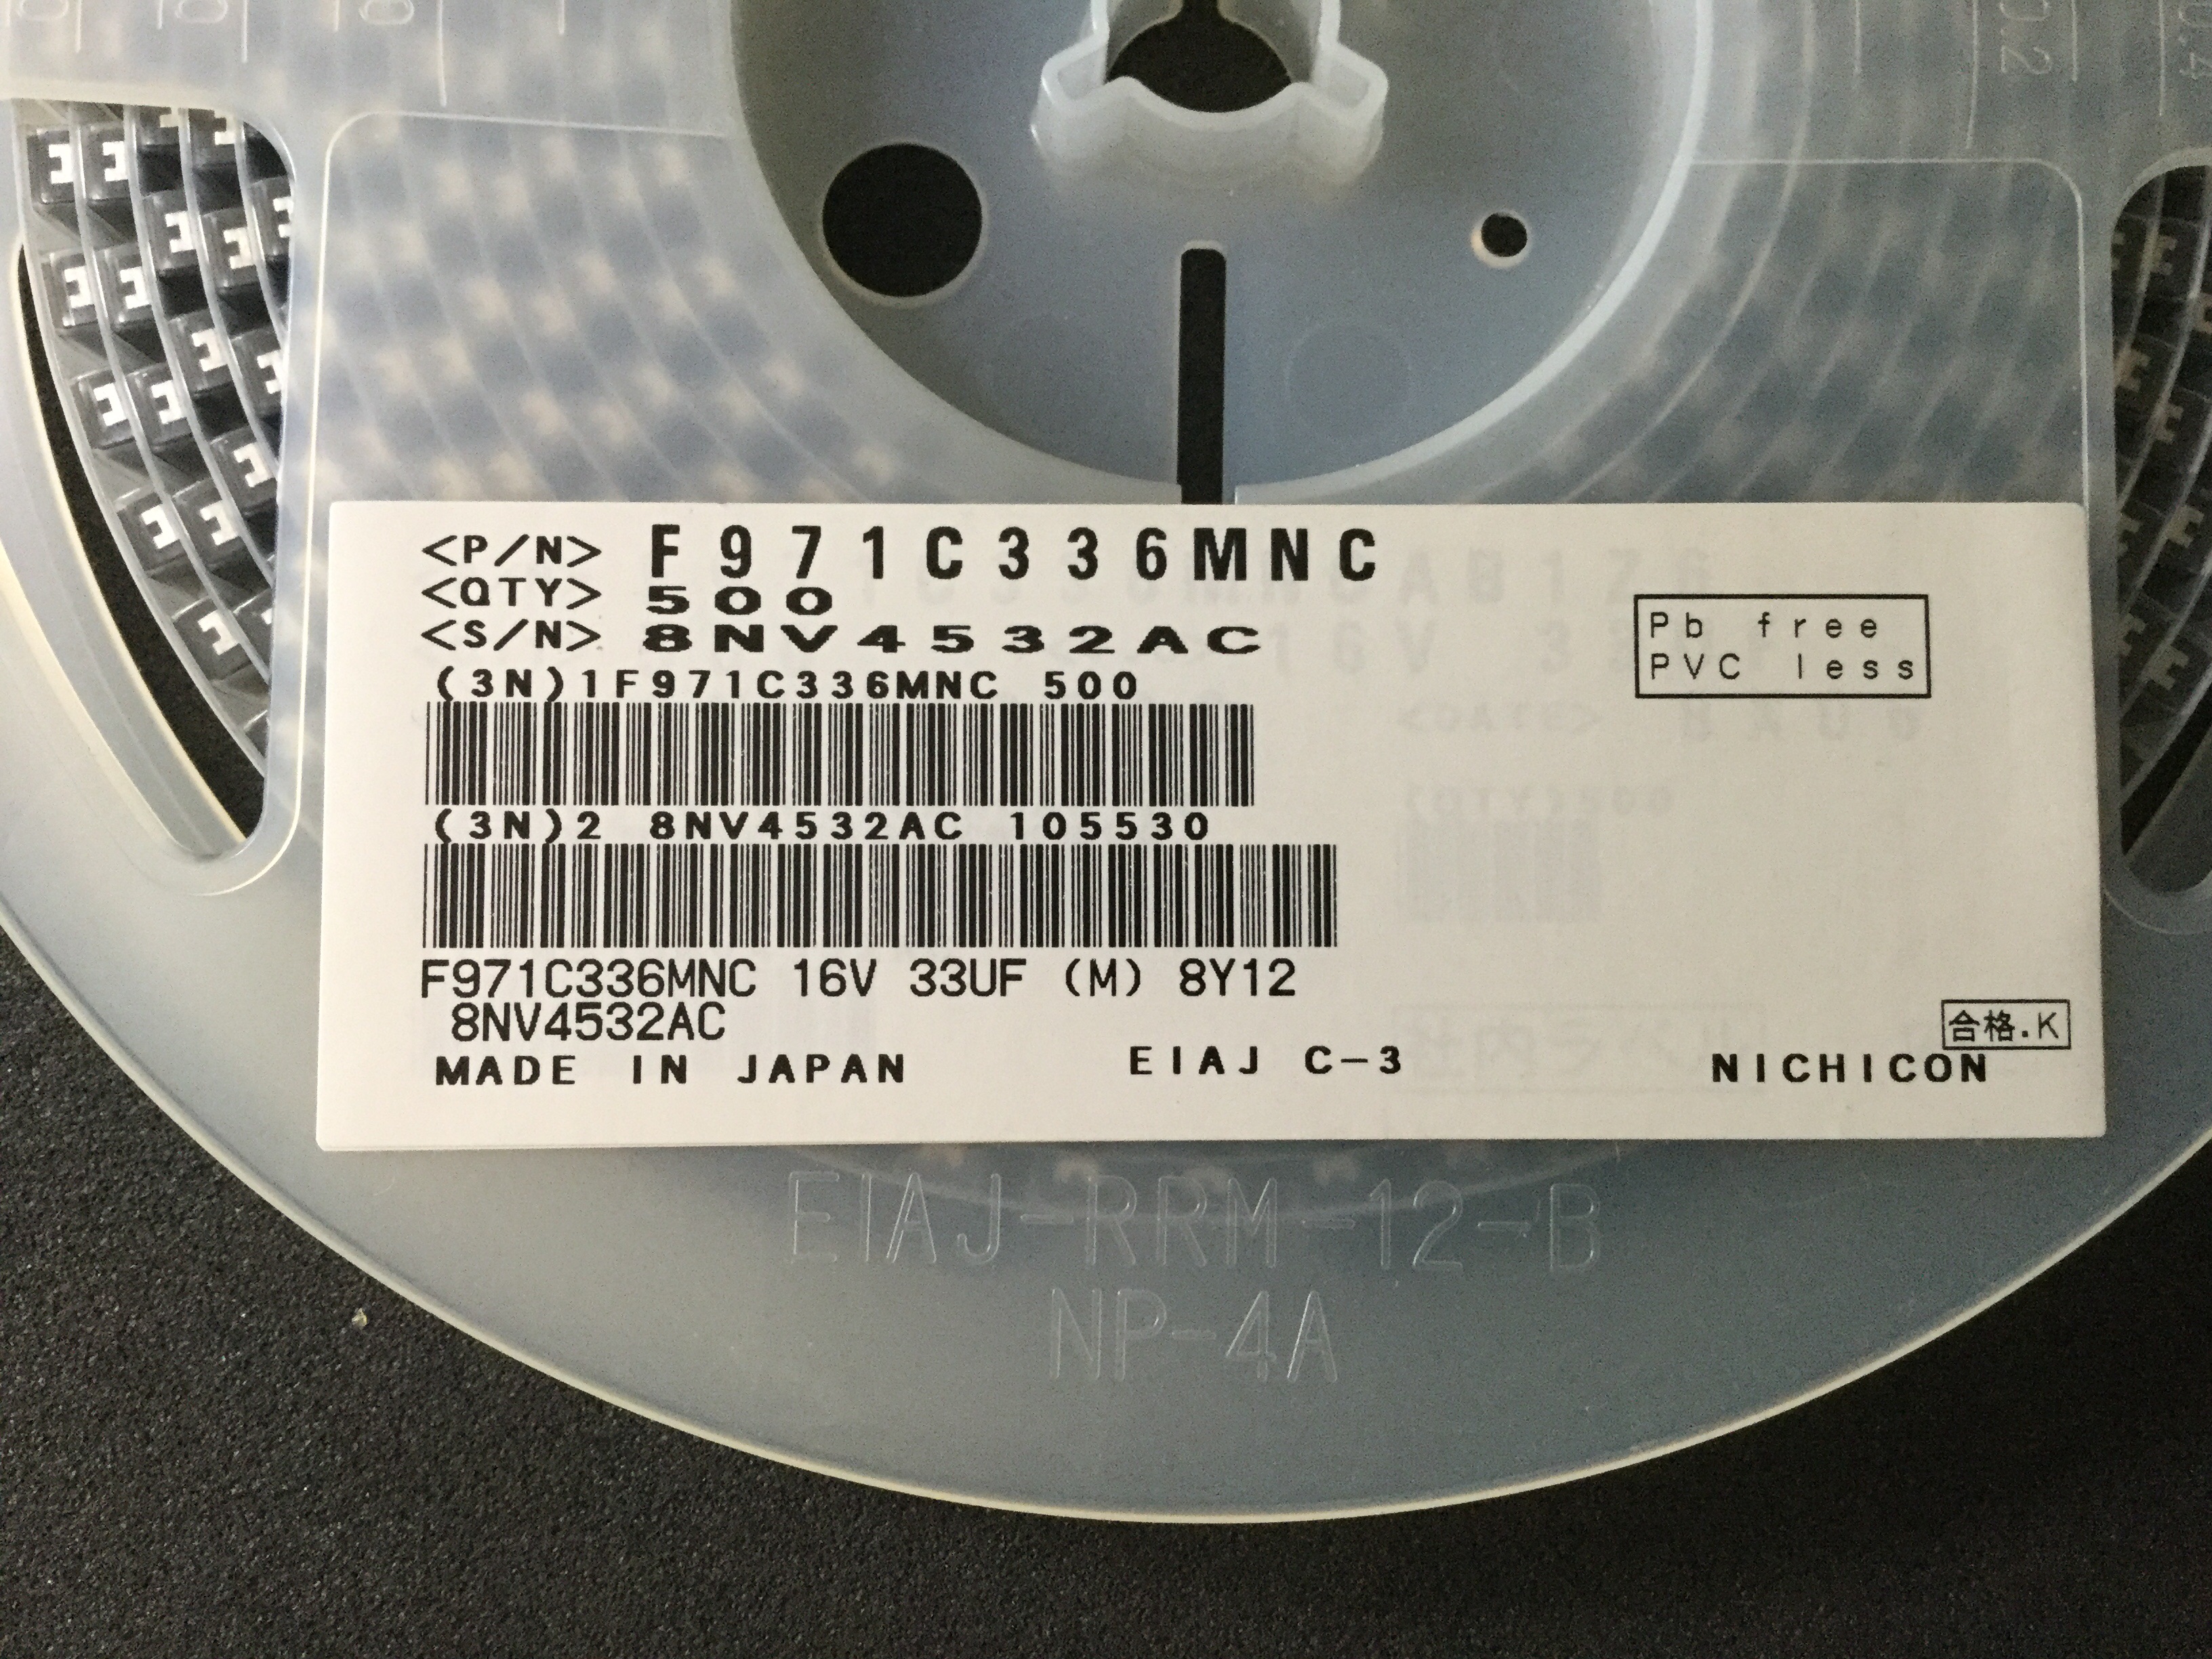 <P/N> F971C336MNC
<QTY> 500
<S/N> 8NV4532AC
Pb free
PVC less
(3N)1F971C336MNC 500
(3N)2 8NV4532AC 105530
F971C336MNC 16V 33UF (M) 8Y12
8NV4532AC
合格.K
MADE IN JAPAN EIAJ C-3 NICHICON
EIAJ-RRM-12-B
NP-4A